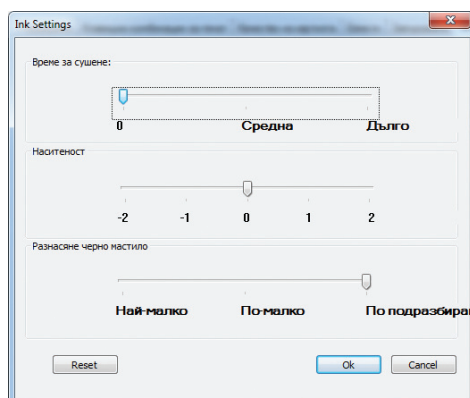 Ink Settings
Време за сушене:
0 Средна Дълго
Наситеност
-2 -1 0 1 2
Разнасяне черно мастило
Най-малко По-малко По подразбира
Reset Ok Cancel